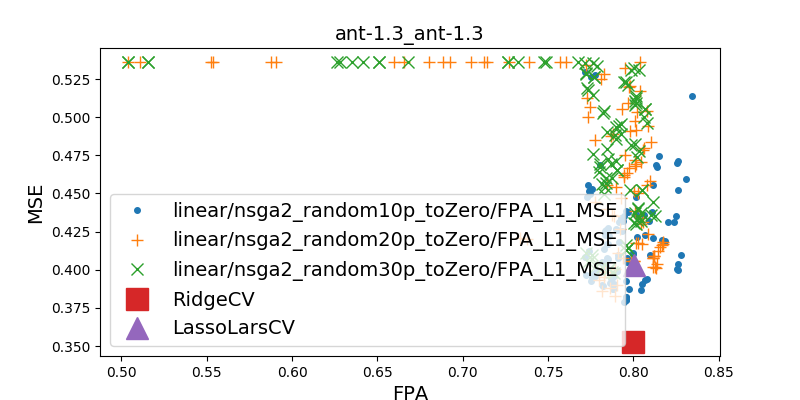 ant-1.3_ant-1.3
MSE
0.525
0.500
0.475
0.450
0.425
0.400
0.375
0.350
linear/nsga2_random10p_toZero/FPA_L1_MSE
linear/nsga2_random20p_toZero/FPA_L1_MSE
linear/nsga2_random30p_toZero/FPA_L1_MSE
RidgeCV
LassoLarsCV
0.50 0.55 0.60 0.65 0.70 0.75 0.80 0.85
FPA